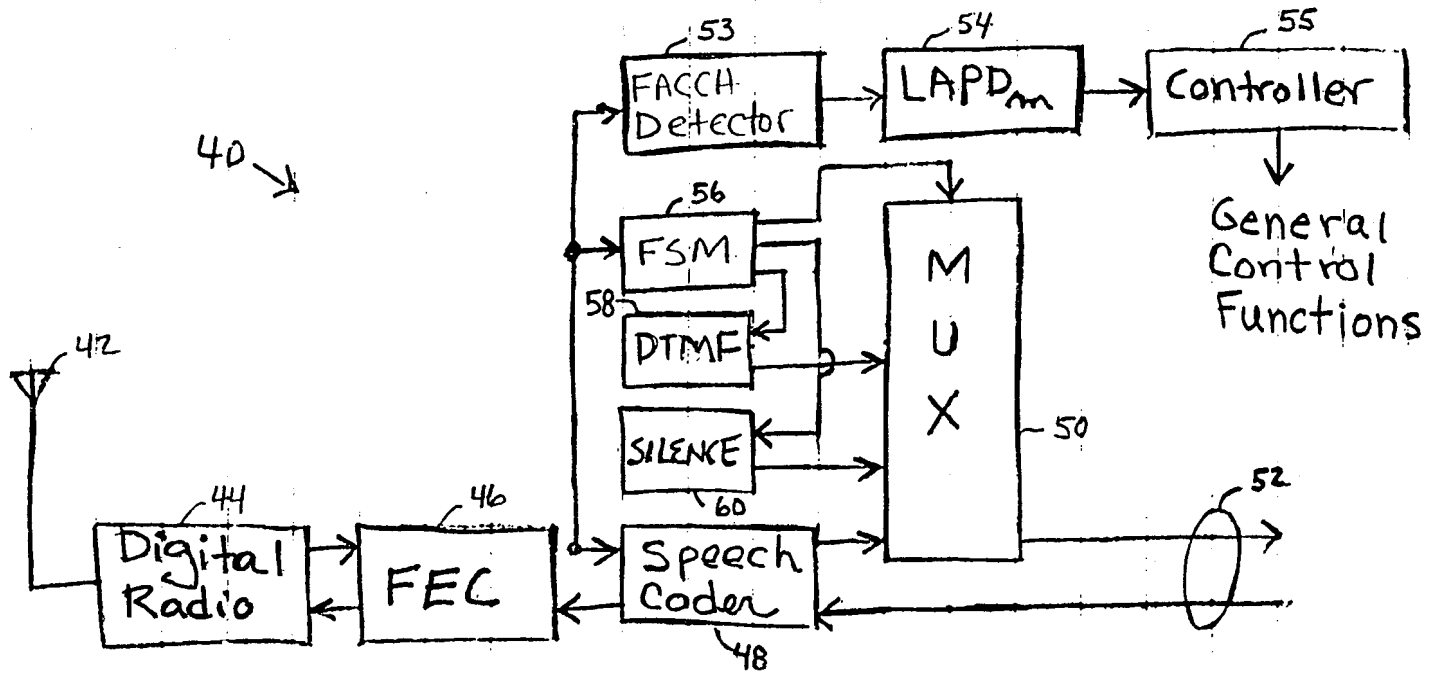 53
54
55
FACCH
Detector
LAPDm
Controller
40
56
FSM
General
Control
Functions
58
DTMF
M
U
X
42
SILENCE
50
60
44
46
52
Digital
Radio
FEC
Speech
Coder
48